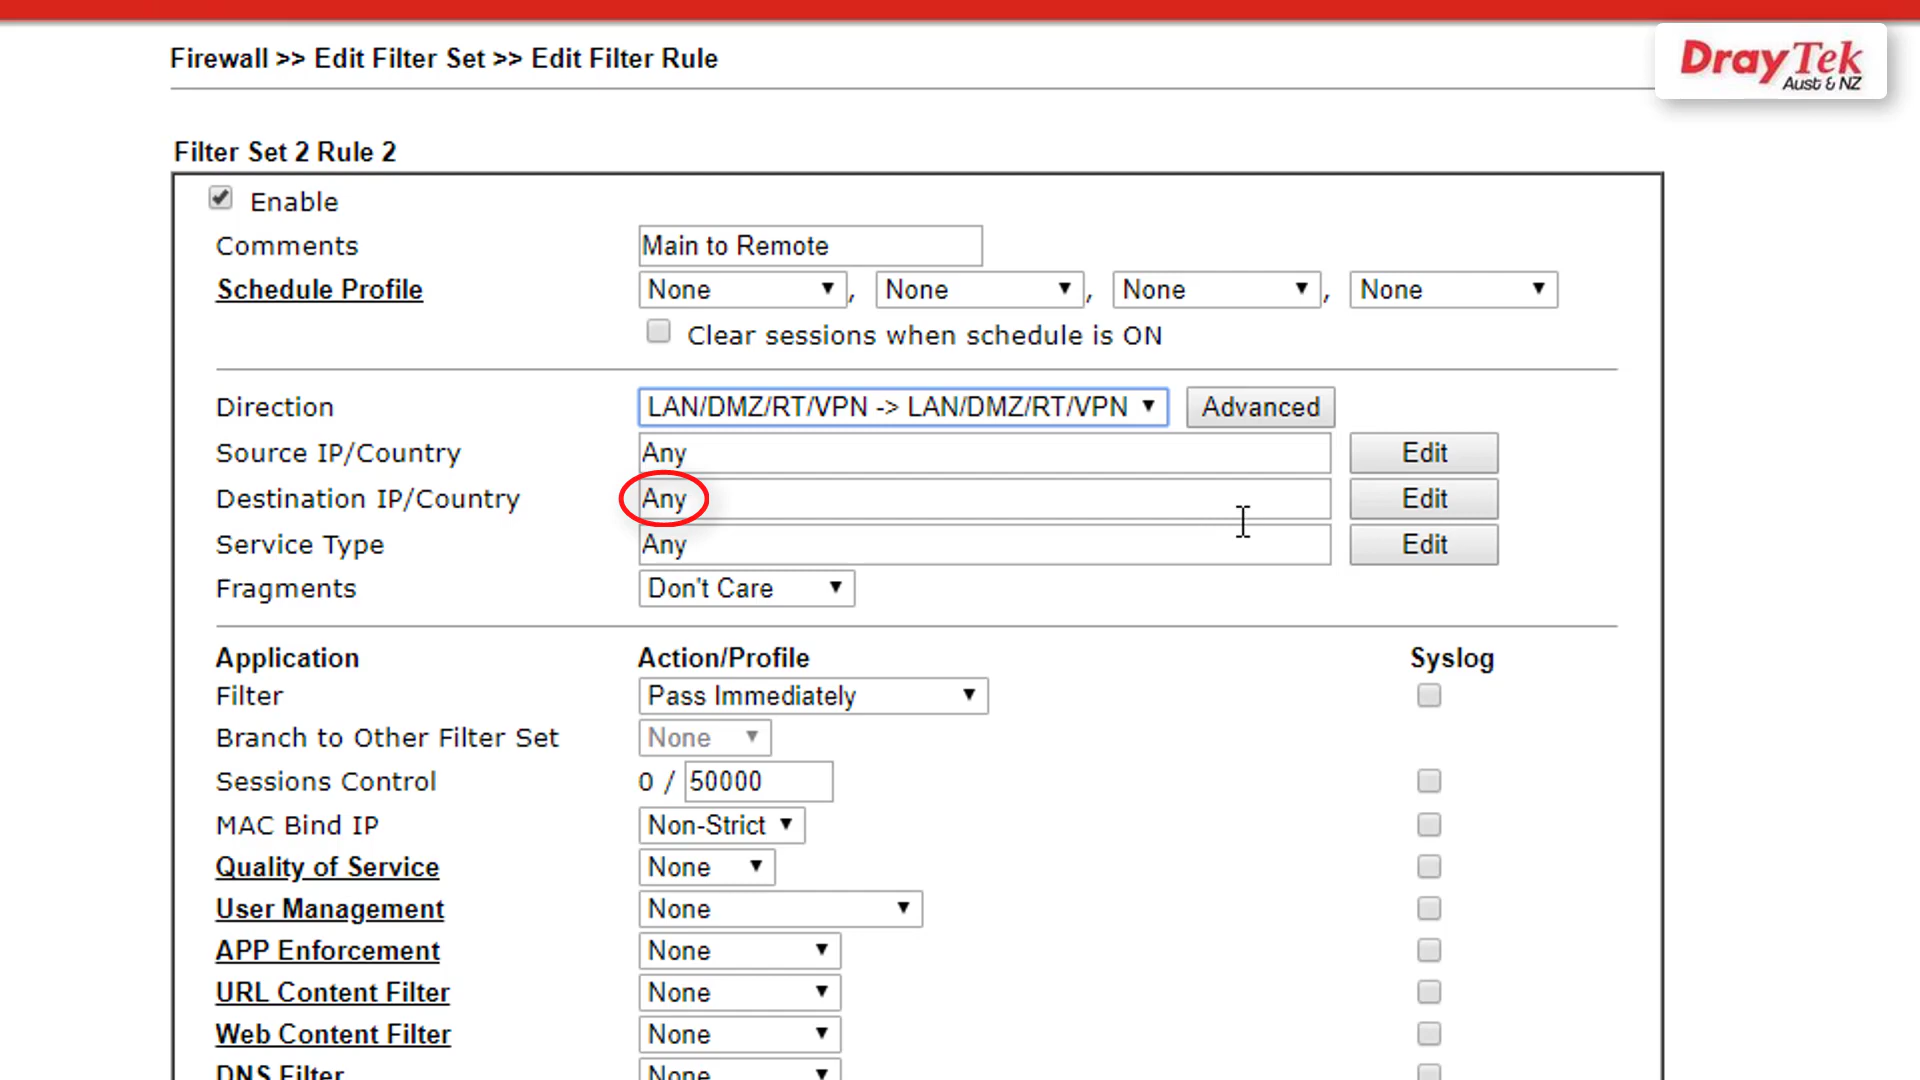 Firewall >> Edit Filter Set >> Edit Filter Rule
DrayTek
Aust & NZ
Filter Set 2 Rule 2
Enable
Comments Main to Remote
Schedule Profile None , None , None , None
Clear sessions when schedule is ON
Direction LAN/DMZ/RT/VPN -> LAN/DMZ/RT/VPN Advanced
Source IP/Country Any Edit
Destination IP/Country Any Edit
Service Type Any Edit
Fragments Don't Care
Application Action/Profile Syslog
Filter Pass Immediately
Branch to Other Filter Set None
Sessions Control 0 / 50000
MAC Bind IP Non-Strict
Quality of Service None
User Management None
APP Enforcement None
URL Content Filter None
Web Content Filter None
DNS Filter None